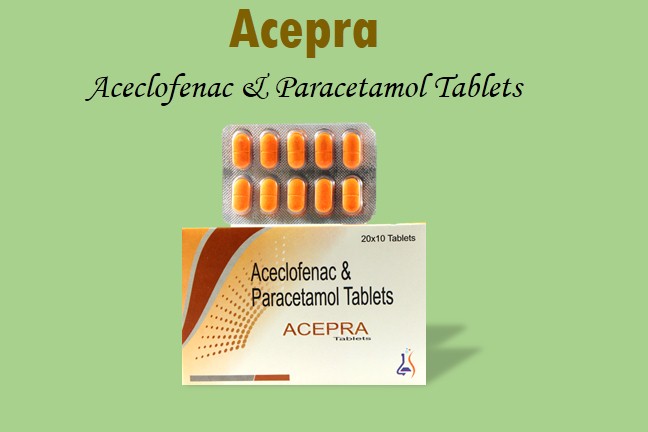 Acepra
Aceclofenac & Paracetamol Tablets
20x10 Tablets
Aceclofenac &
Paracetamol Tablets
ACEPRA
Tablets